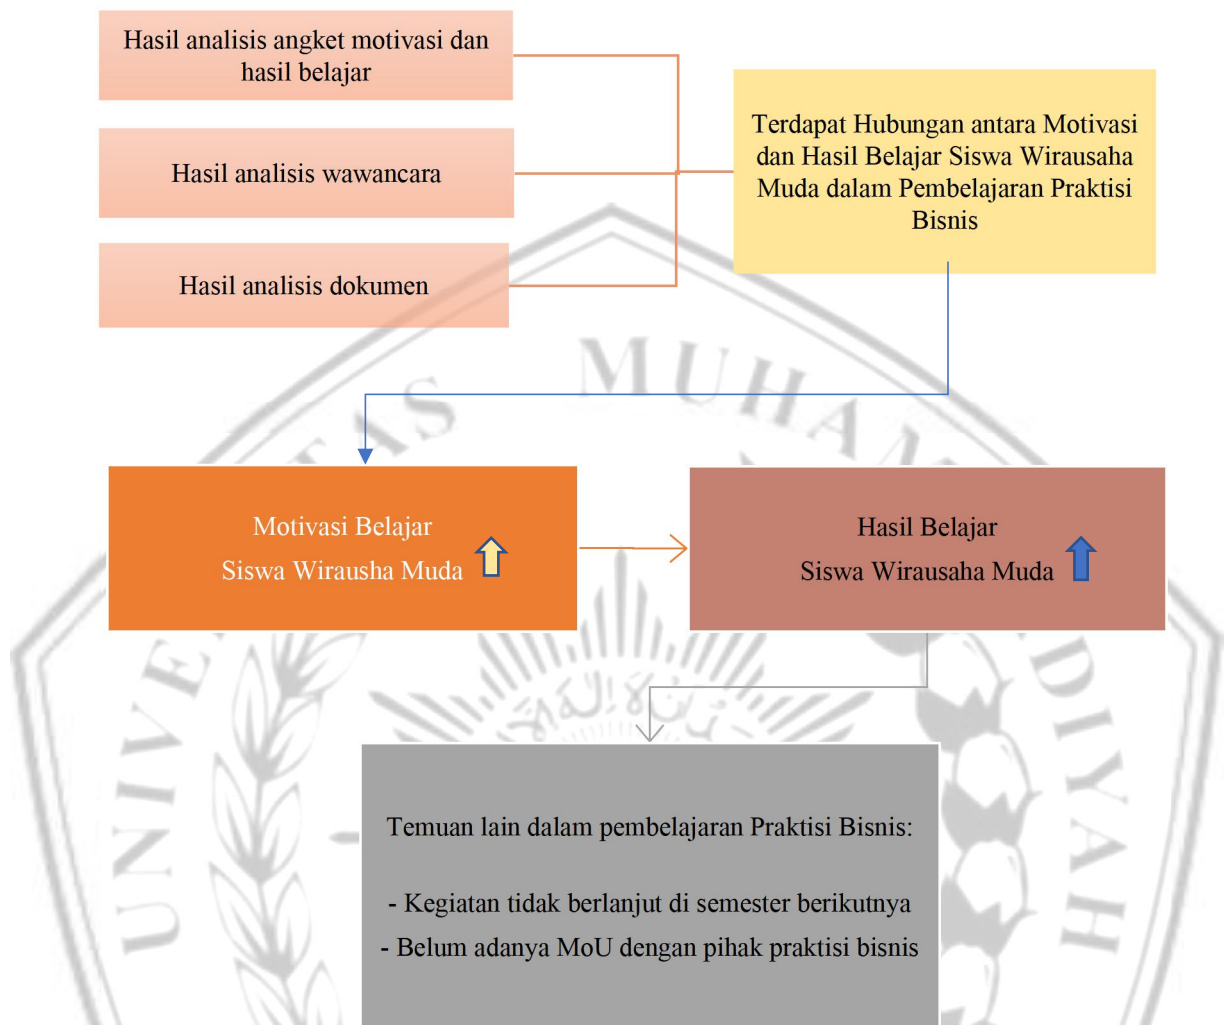 Hasil analisis angket motivasi dan
hasil belajar
Hasil analisis wawancara
Hasil analisis dokumen
Terdapat Hubungan antara Motivasi
dan Hasil Belajar Siswa Wirausaha
Muda dalam Pembelajaran Praktisi
Bisnis
Motivasi Belajar
Siswa Wirausha Muda
Hasil Belajar
Siswa Wirausaha Muda
Temuan lain dalam pembelajaran Praktisi Bisnis:
- Kegiatan tidak berlanjut di semester berikutnya
- Belum adanya MoU dengan pihak praktisi bisnis